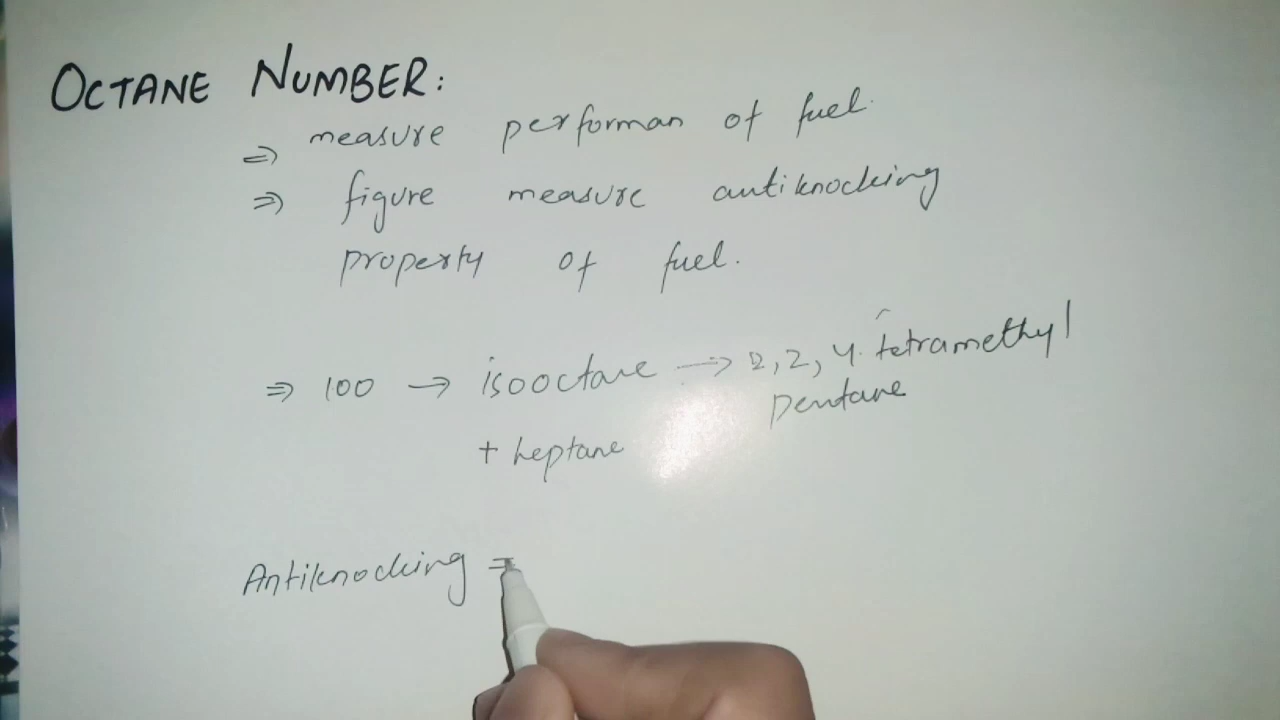 OCTANE NUMBER:
⇒ measure performan of fuel.
⇒ figure measure antiknocking
property of fuel.
⇒ 100 → isooctane → 2, 2, 4. tetramethyl
pentane
+ heptane
Antiknocking =